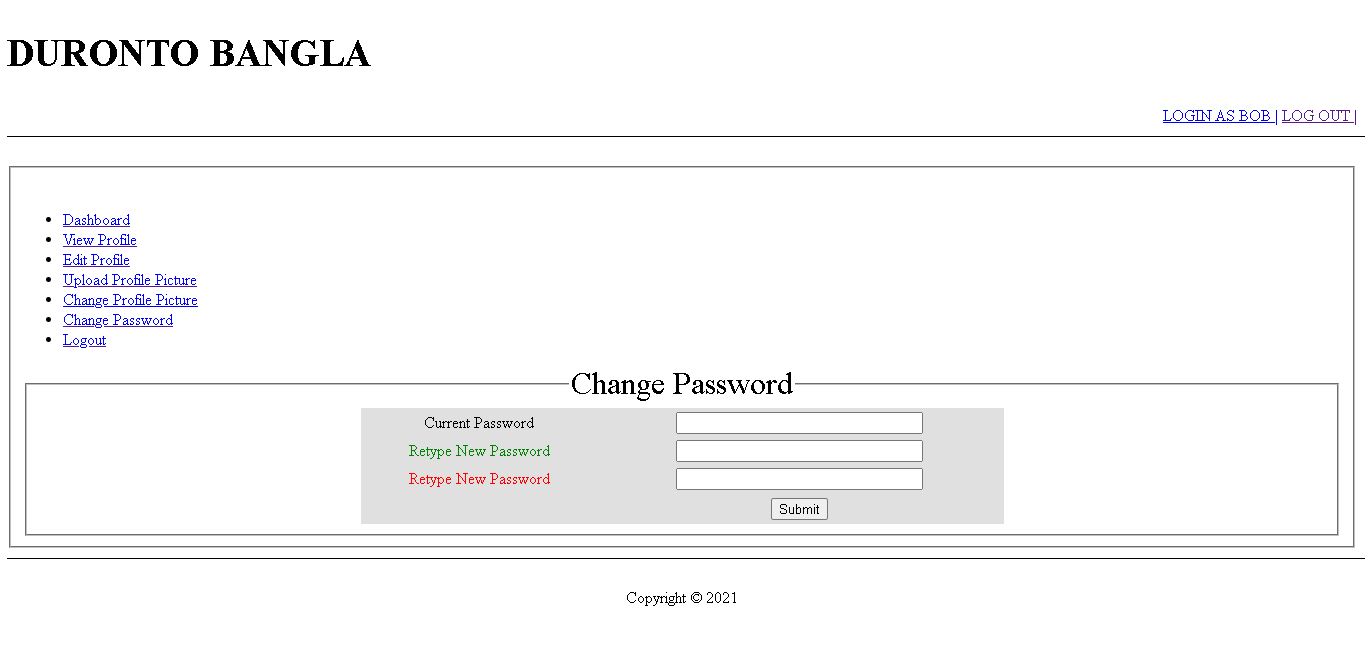 DURONTO BANGLA
LOGIN AS BOB | LOG OUT |
Dashboard
View Profile
Edit Profile
Upload Profile Picture
Change Profile Picture
Change Password
Logout
Change Password
Current Password
Retype New Password
Retype New Password
Submit
Copyright © 2021